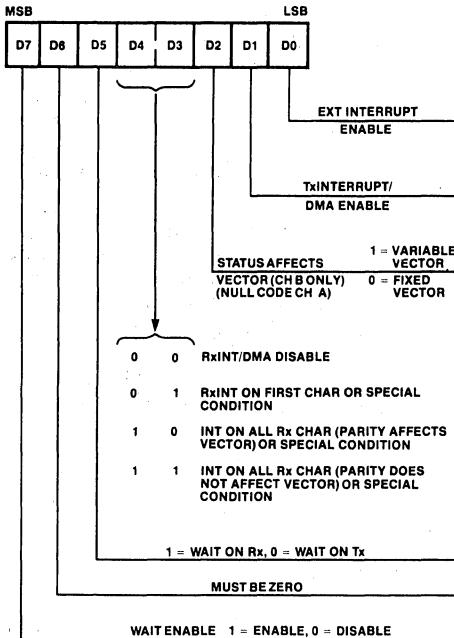 MSB LSB
D7 D6 D5 D4 D3 D2 D1 D0
EXT INTERRUPT
ENABLE
TxINTERRUPT/
DMA ENABLE
STATUS AFFECTS
VECTOR (CH B ONLY)
(NULL CODE CH A)
1 = VARIABLE
VECTOR
0 = FIXED
VECTOR
0 0 RxINT/DMA DISABLE
0 1 RxINT ON FIRST CHAR OR SPECIAL
CONDITION
1 0 INT ON ALL Rx CHAR (PARITY AFFECTS
VECTOR) OR SPECIAL CONDITION
1 1 INT ON ALL Rx CHAR (PARITY DOES
NOT AFFECT VECTOR) OR SPECIAL
CONDITION
1 = WAIT ON Rx, 0 = WAIT ON Tx
MUST BE ZERO
WAIT ENABLE 1 = ENABLE, 0 = DISABLE